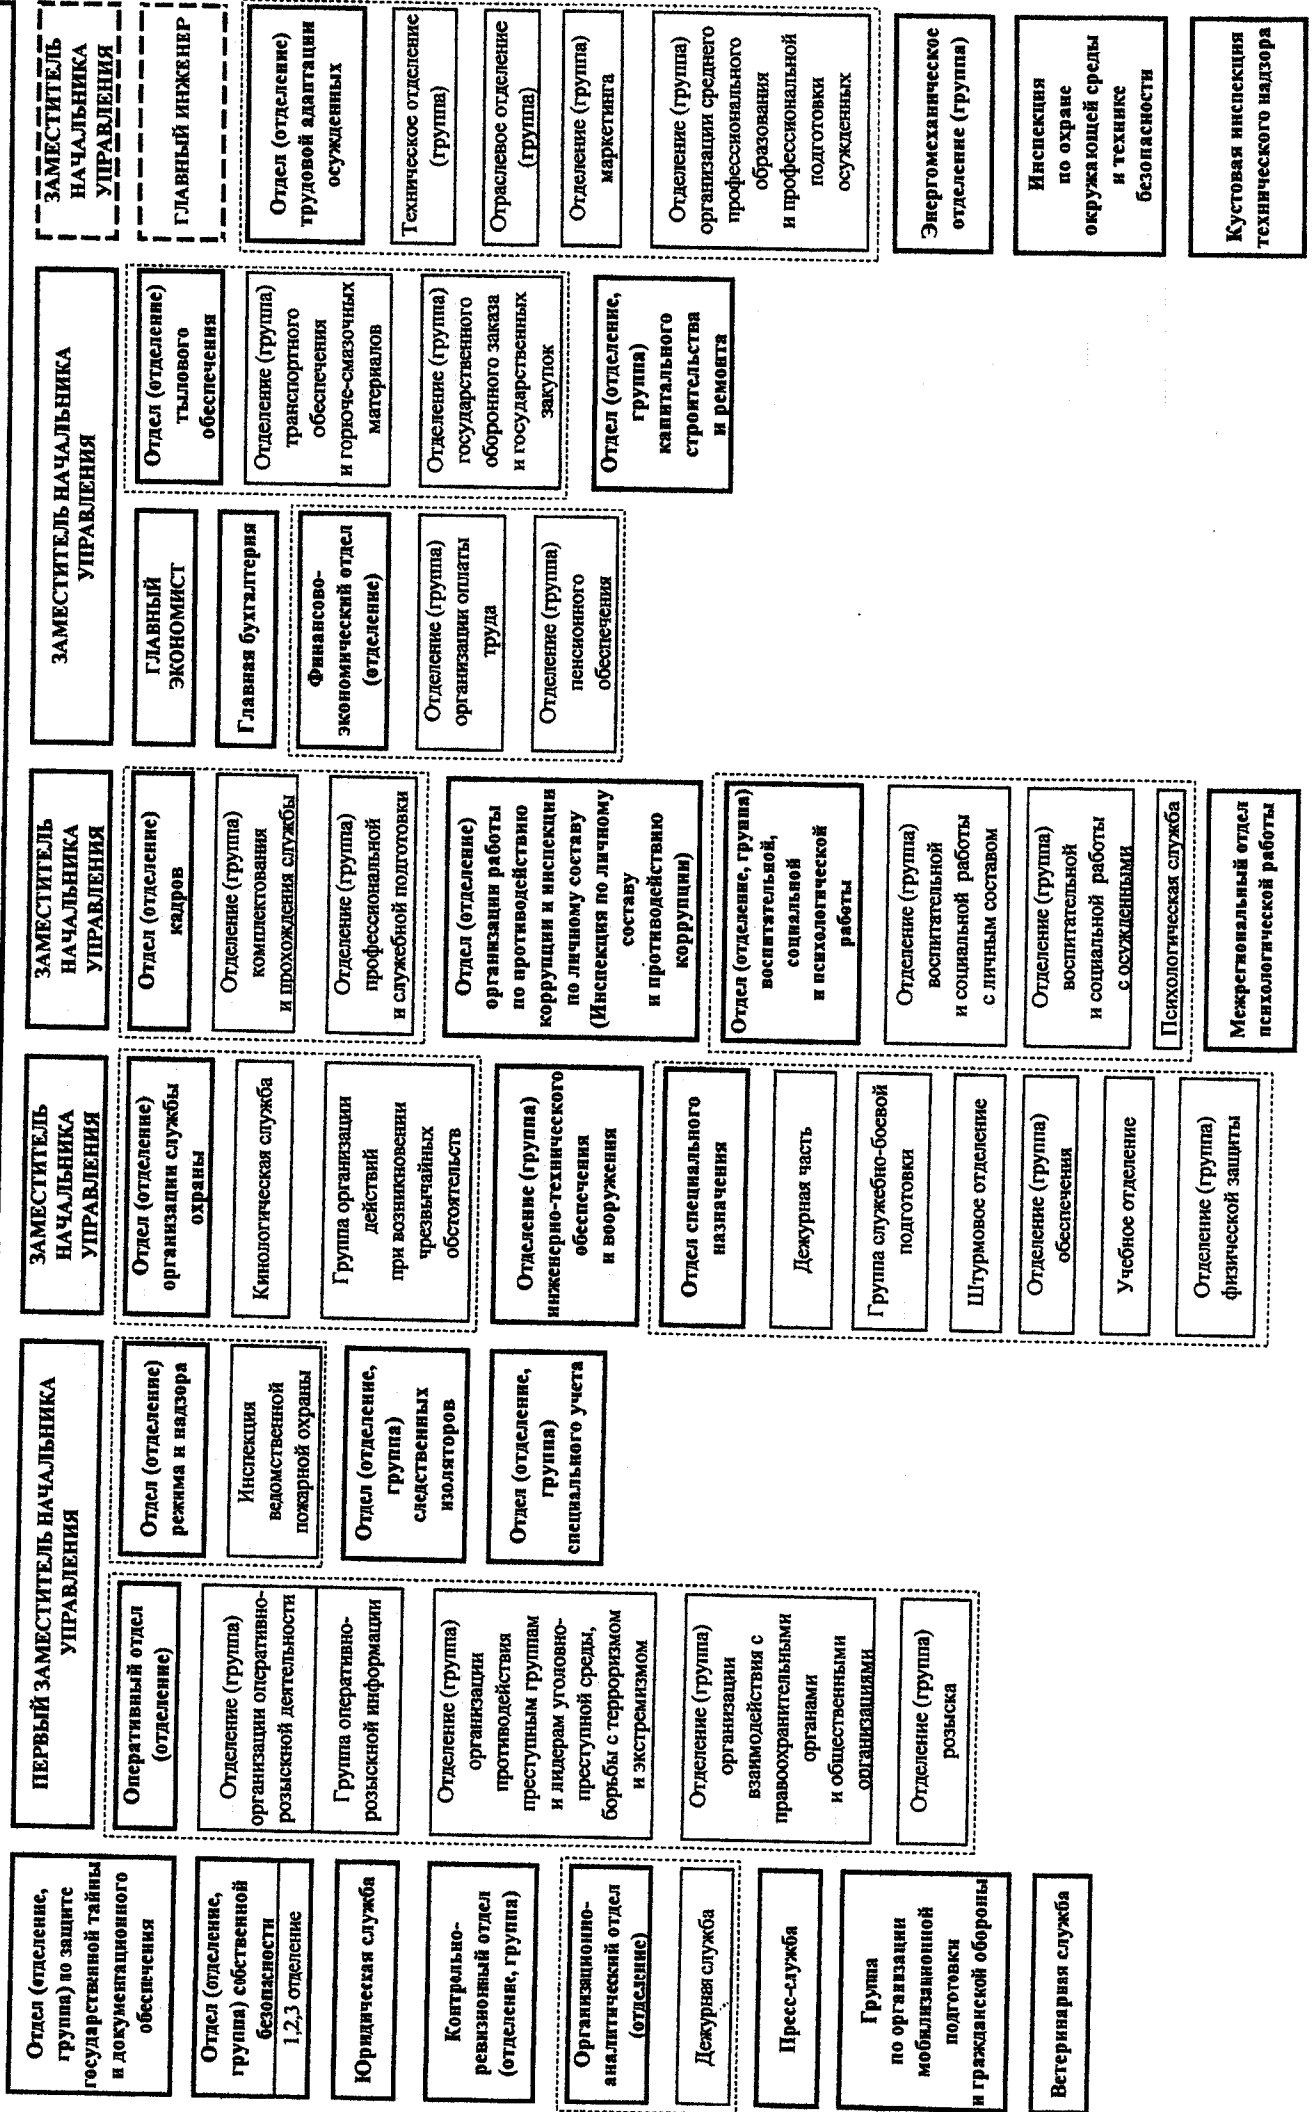 Отдел (отделение,
группа) по защите
государственной тайны
и документационного
обеспечения
Отдел (отделение,
группа) собственной
безопасности
1,2,3 отделение
Юридическая служба
Контрольно-
ревизионный отдел
(отделение, группа)
Организационно-
аналитический отдел
(отделение)
Дежурная служба
Пресс-служба
Группа
по организации
мобилизационной
подготовки
и гражданской обороны
Ветеринарная служба
ПЕРВЫЙ ЗАМЕСТИТЕЛЬ НАЧАЛЬНИКА
УПРАВЛЕНИЯ
Оперативный отдел
(отделение)
Отделение (группа)
организации оперативно-
розыскной деятельности
Группа оперативно-
розыскной информации
Отделение (группа)
организации
противодействия
преступным группам
и лидерам уголовно-
преступной среды,
борьбы с терроризмом
и экстремизмом
Отделение (группа)
организации
взаимодействия с
правоохранительными
органами
и общественными
организациями
Отделение (группа)
розыска
Отдел (отделение)
режима и надзора
Инспекция
ведомственной
пожарной охраны
Отдел (отделение,
группа)
следственных
изоляторов
Отдел (отделение,
группа)
специального учета
ЗАМЕСТИТЕЛЬ
НАЧАЛЬНИКА
УПРАВЛЕНИЯ
Отдел (отделение)
организации службы
охраны
Кинологическая служба
Группа организации
действий
при возникновении
чрезвычайных
обстоятельств
Отделение (группа)
инженерно-технического
обеспечения
и вооружения
Отдел специального
назначения
Дежурная часть
Группа служебно-боевой
подготовки
Штурмовое отделение
Отделение (группа)
обеспечения
Учебное отделение
Отделение (группа)
физической защиты
ЗАМЕСТИТЕЛЬ
НАЧАЛЬНИКА
УПРАВЛЕНИЯ
Отдел (отделение)
кадров
Отделение (группа)
комплектования
и прохождения службы
Отделение (группа)
профессиональной
и служебной подготовки
Отдел (отделение)
организации работы
по противодействию
коррупции и инспекции
по личному составу
(Инспекция по личному
составу
и противодействию
коррупции)
Отдел (отделение, группа)
воспитательной,
социальной
и психологической
работы
Отделение (группа)
воспитательной
и социальной работы
с личным составом
Отделение (группа)
воспитательной
и социальной работы
с осужденными
Психологическая служба
Межрегиональный отдел
психологической работы
ЗАМЕСТИТЕЛЬ НАЧАЛЬНИКА
УПРАВЛЕНИЯ
ГЛАВНЫЙ
ЭКОНОМИСТ
Главная бухгалтерия
Финансово-
экономический отдел
(отделение)
Отделение (группа)
организации оплаты
труда
Отделение (группа)
пенсионного
обеспечения
Отдел (отделение)
тылового
обеспечения
Отделение (группа)
транспортного
обеспечения
и горюче-смазочных
материалов
Отделение (группа)
государственного
оборонного заказа
и государственных
закупок
Отдел (отделение,
группа)
капитального
строительства
и ремонта
ЗАМЕСТИТЕЛЬ
НАЧАЛЬНИКА
УПРАВЛЕНИЯ
ГЛАВНЫЙ ИНЖЕНЕР
Отдел (отделение)
трудовой адаптации
осужденных
Техническое отделение
(группа)
Отраслевое отделение
(группа)
Отделение (группа)
маркетинга
Отделение (группа)
организации среднего
профессионального
образования
и профессиональной
подготовки
осужденных
Энергомеханическое
отделение (группа)
Инспекция
по охране
окружающей среды
и технике
безопасности
Кустовая инспекция
технического надзора